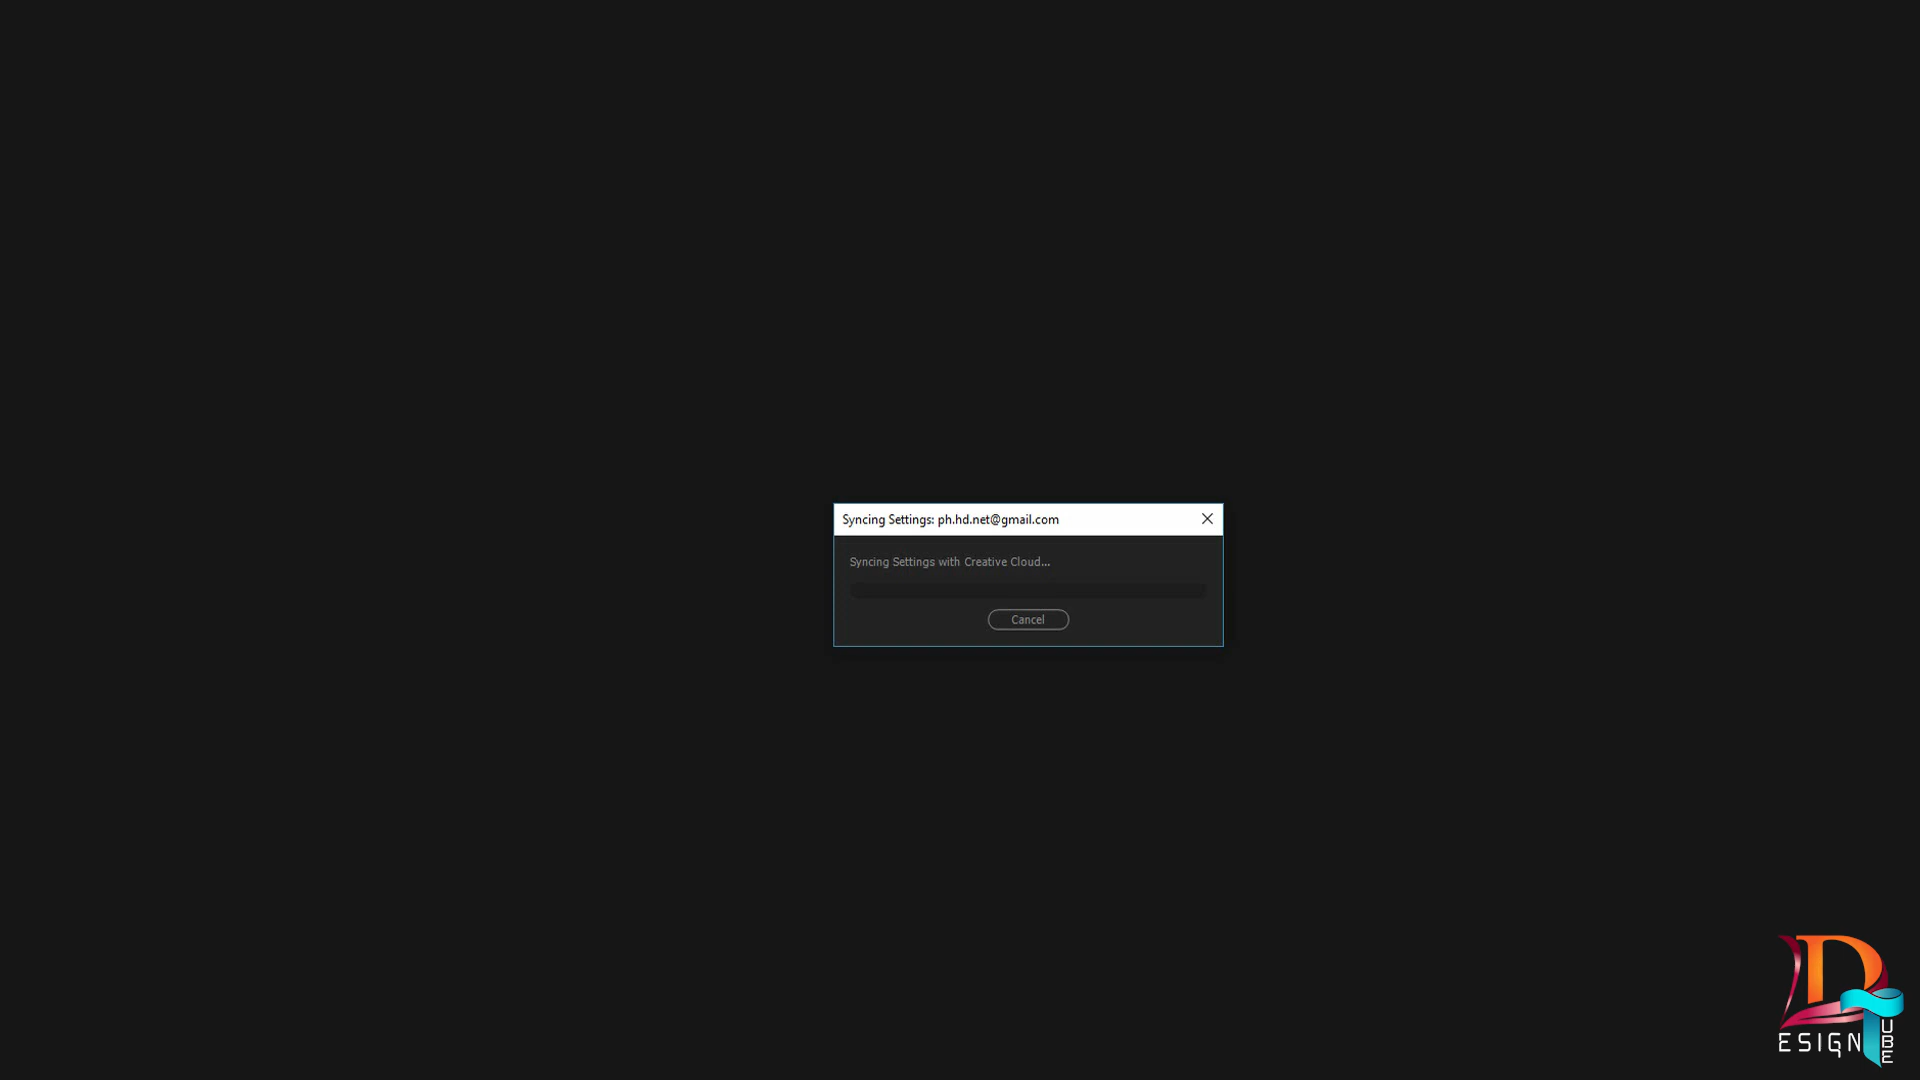 Syncing Settings: ph.hd.net@gmail.com
Syncing Settings with Creative Cloud...
Cancel
D
ESIGN
T
UBE